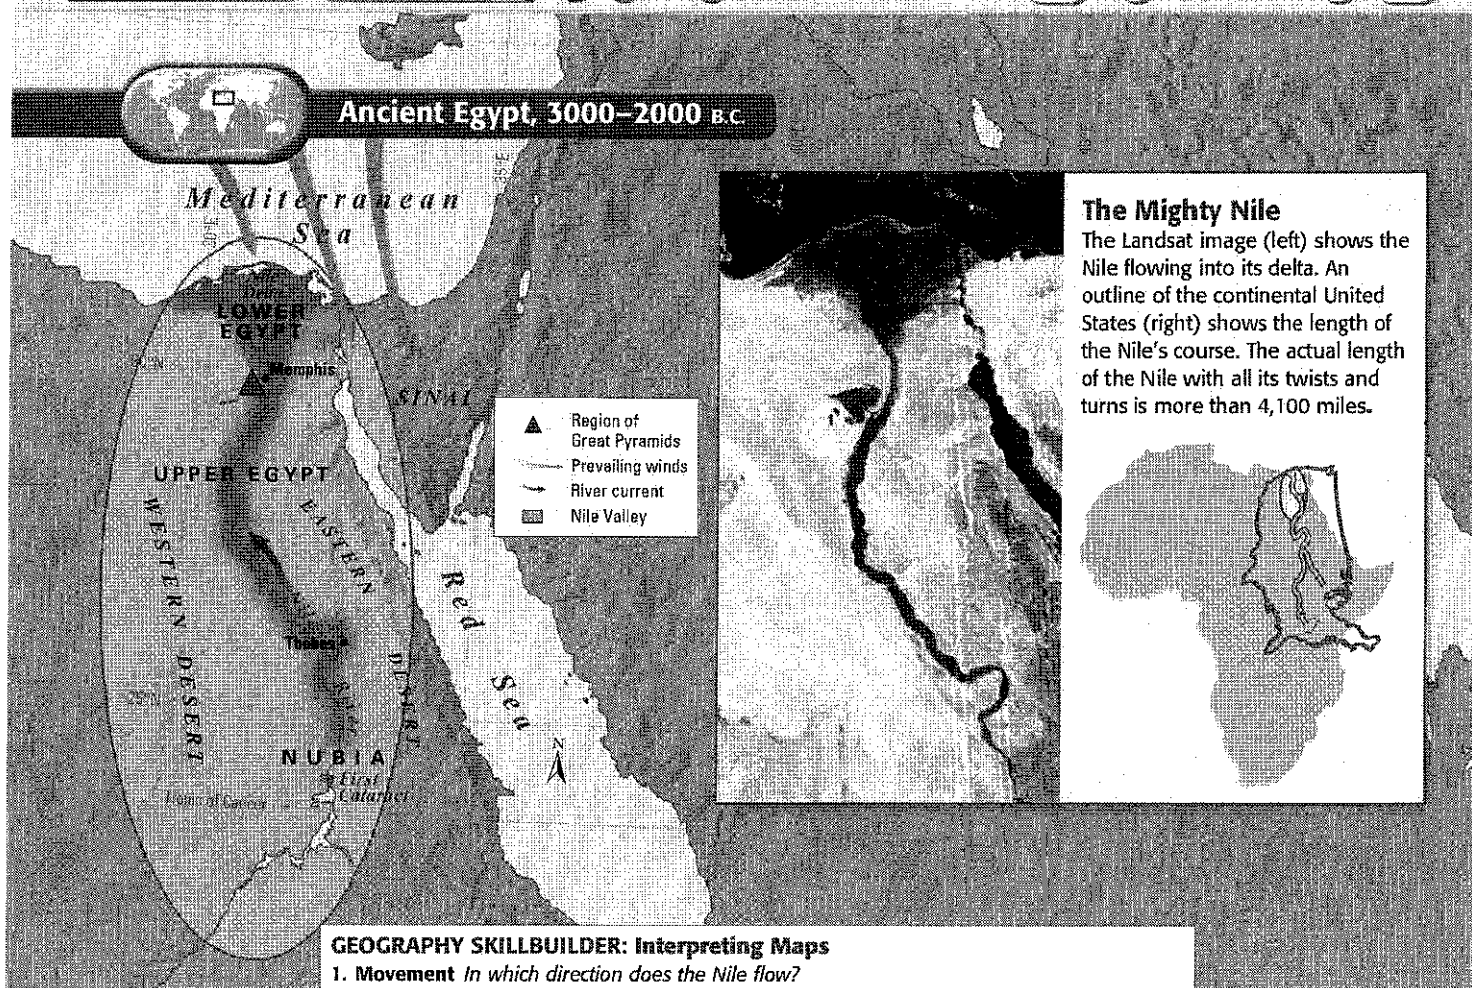 Ancient Egypt, 3000–2000 B.C.
35°E
Mediterranean
Sea
LOWER
EGYPT
Memphis
SINAI
UPPER EGYPT
WESTERN DESERT
EASTERN DESERT
Thebes
Red Sea
NUBIA
First
Cataract
Tropic of Cancer
N
Region of
Great Pyramids
Prevailing winds
River current
Nile Valley
The Mighty Nile
The Landsat image (left) shows the
Nile flowing into its delta. An
outline of the continental United
States (right) shows the length of
the Nile's course. The actual length
of the Nile with all its twists and
turns is more than 4,100 miles.
GEOGRAPHY SKILLBUILDER: Interpreting Maps
1. Movement In which direction does the Nile flow?